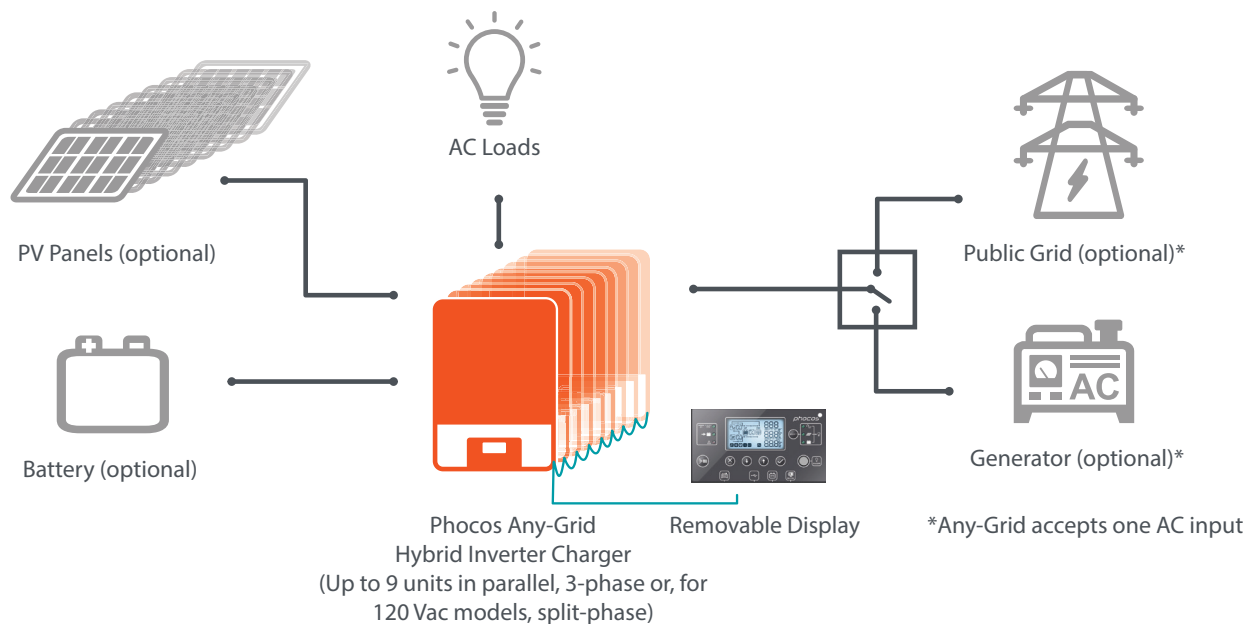 AC Loads
PV Panels (optional)
Public Grid (optional)*
AC
Battery (optional)
phocos
Generator (optional)*
Phocos Any-Grid
Hybrid Inverter Charger
(Up to 9 units in parallel, 3-phase or, for
120 Vac models, split-phase)
Removable Display
*Any-Grid accepts one AC input